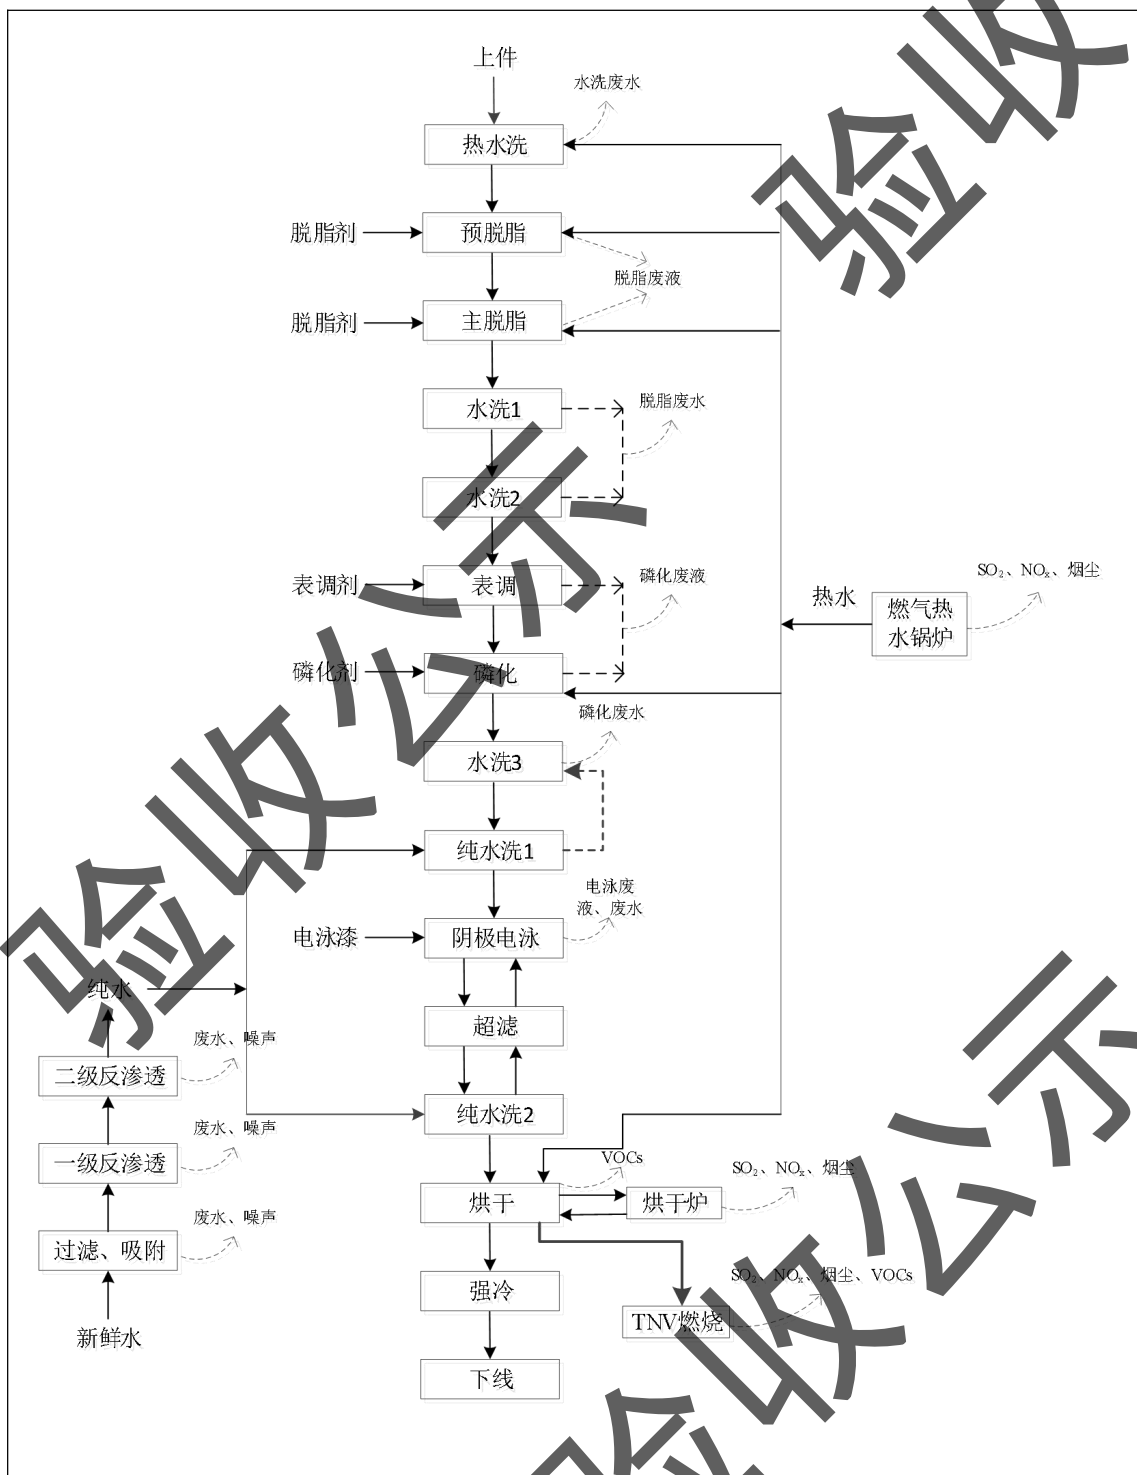 上件
水洗废水
热水洗
脱脂剂
预脱脂
脱脂废液
脱脂剂
主脱脂
水洗1
脱脂废水
水洗2
表调剂
表调
磷化废液
热水
燃气热
水锅炉
SO₂、NOₓ、烟尘
磷化剂
磷化
磷化废水
水洗3
纯水洗1
电泳废
液、废水
电泳漆
阴极电泳
纯水
超滤
废水、噪声
二级反渗透
纯水洗2
废水、噪声
一级反渗透
VOCs
SO₂、NOₓ、烟尘
烘干
烘干炉
废水、噪声
过滤、吸附
强冷
SO₂、NOₓ、烟尘、VOCs
TNV燃烧
新鲜水
下线
验收公示
验收公示
验收
验收